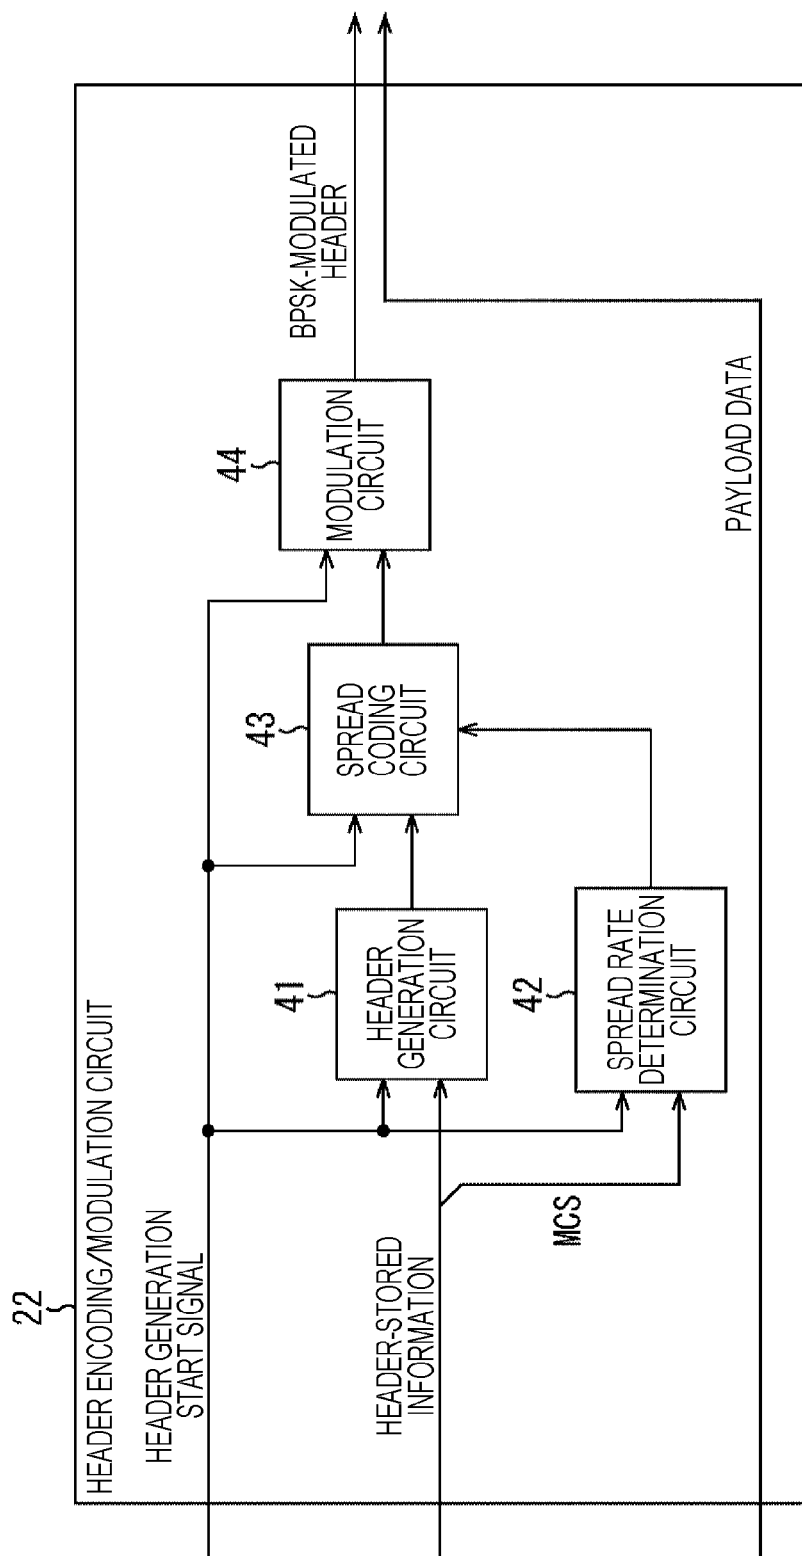 22
HEADER ENCODING/MODULATION CIRCUIT
HEADER GENERATION
START SIGNAL
HEADER-STORED
INFORMATION
MCS
41
HEADER
GENERATION
CIRCUIT
42
SPREAD RATE
DETERMINATION
CIRCUIT
43
SPREAD
CODING
CIRCUIT
44
MODULATION
CIRCUIT
BPSK-MODULATED
HEADER
PAYLOAD DATA